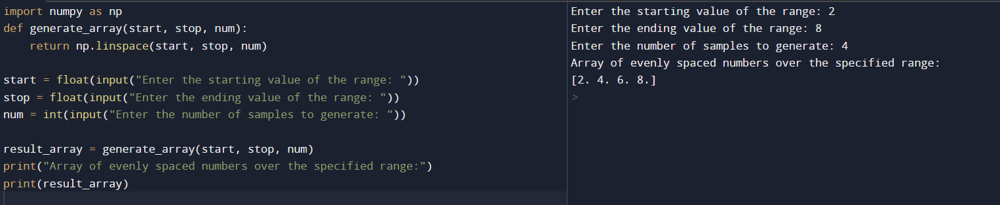 import numpy as np
def generate_array(start, stop, num):
    return np.linspace(start, stop, num)
start = float(input("Enter the starting value of the range: "))
stop = float(input("Enter the ending value of the range: "))
num = int(input("Enter the number of samples to generate: "))
result_array = generate_array(start, stop, num)
print("Array of evenly spaced numbers over the specified range:")
print(result_array)
Enter the starting value of the range: 2
Enter the ending value of the range: 8
Enter the number of samples to generate: 4
Array of evenly spaced numbers over the specified range:
[2. 4. 6. 8.]
>